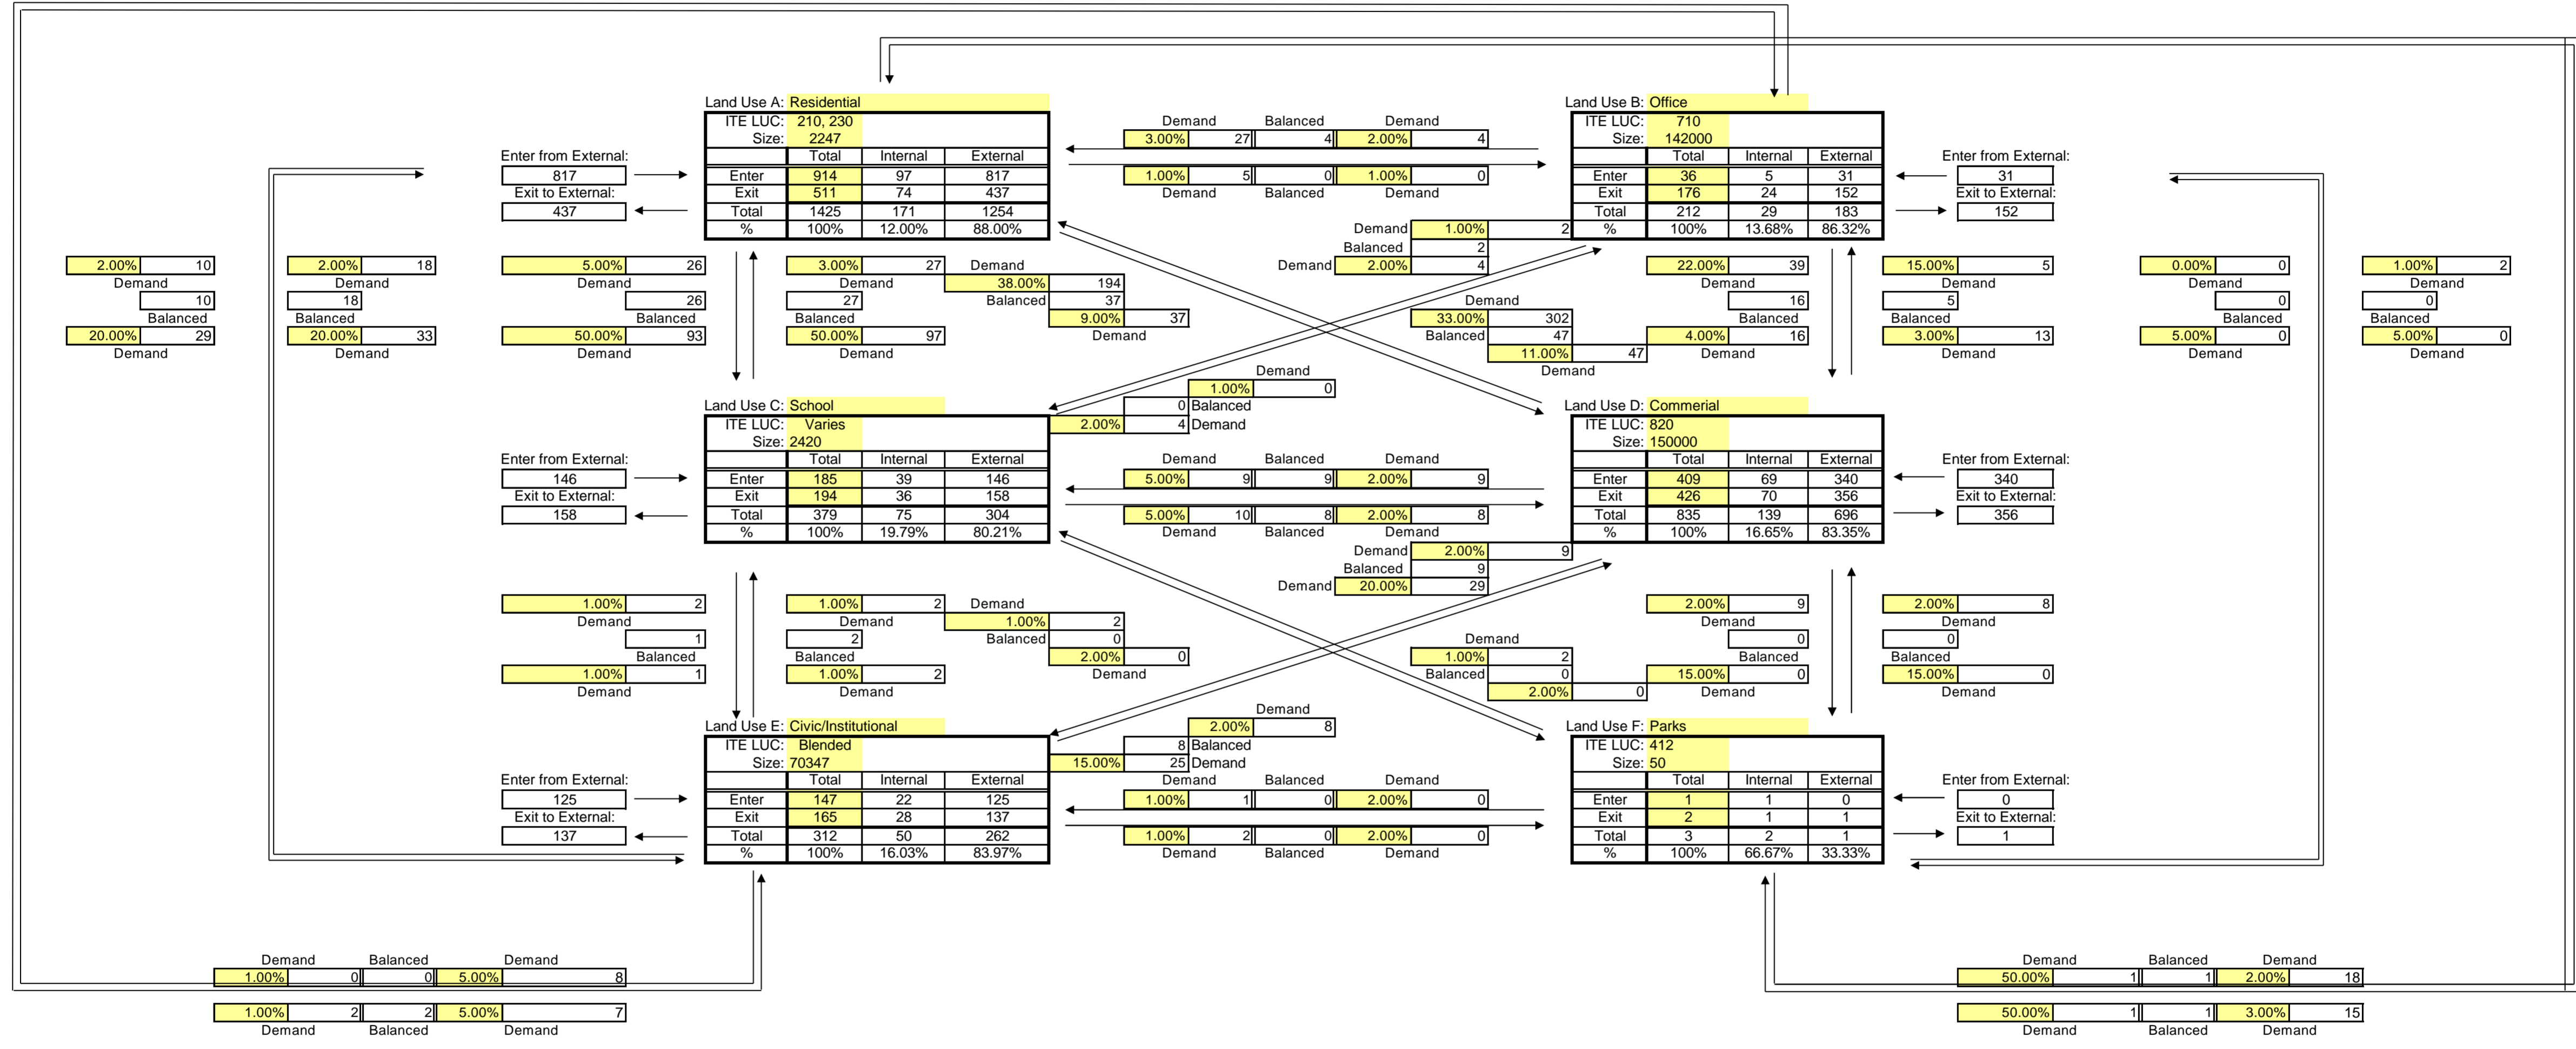 Land Use A: Residential
ITE LUC: 210, 230
Size: 2247
Total Internal External
Enter 914 97 817
Exit 511 74 437
Total 1425 171 1254
% 100% 12.00% 88.00%
Enter from External:
817
Exit to External:
437
Demand Balanced Demand
3.00% 27 4 2.00% 4
1.00% 5 0 1.00% 0
Demand Balanced Demand
Land Use B: Office
ITE LUC: 710
Size: 142000
Total Internal External
Enter 36 5 31
Exit 176 24 152
Total 212 29 183
% 100% 13.68% 86.32%
Enter from External:
31
Exit to External:
152
Demand 1.00% 2
Balanced 2
Demand 2.00% 4
2.00% 10
Demand
10
Balanced
20.00% 29
Demand
2.00% 18
Demand
18
Balanced
20.00% 33
Demand
5.00% 26
Demand
26
Balanced
50.00% 93
Demand
3.00% 27
Demand
27
Balanced
50.00% 97
Demand
Demand
38.00% 194
Balanced 37
9.00% 37
Demand
Demand
33.00% 302
Balanced 47
11.00% 47
Demand
22.00% 39
Demand
16
Balanced
4.00% 16
Demand
15.00% 5
Demand
5
Balanced
3.00% 13
Demand
0.00% 0
Demand
0
Balanced
5.00% 0
Demand
1.00% 2
Demand
0
Balanced
5.00% 0
Demand
Demand
1.00% 0
0 Balanced
2.00% 4 Demand
Land Use C: School
ITE LUC: Varies
Size: 2420
Total Internal External
Enter 185 39 146
Exit 194 36 158
Total 379 75 304
% 100% 19.79% 80.21%
Enter from External:
146
Exit to External:
158
Demand Balanced Demand
5.00% 9 9 2.00% 9
5.00% 10 8 2.00% 8
Demand Balanced Demand
Land Use D: Commerial
ITE LUC: 820
Size: 150000
Total Internal External
Enter 409 69 340
Exit 426 70 356
Total 835 139 696
% 100% 16.65% 83.35%
Enter from External:
340
Exit to External:
356
Demand 2.00% 9
Balanced 9
Demand 20.00% 29
1.00% 2
Demand
1
Balanced
1.00% 1
Demand
1.00% 2
Demand
2
Balanced
1.00% 2
Demand
Demand
1.00% 2
Balanced 0
2.00% 0
Demand
Demand
1.00% 2
Balanced 0
2.00% 0
2.00% 9
Demand
0
Balanced
15.00% 0
Demand
2.00% 8
Demand
0
Balanced
15.00% 0
Demand
Demand
2.00% 8
8 Balanced
15.00% 25 Demand
Land Use E: Civic/Institutional
ITE LUC: Blended
Size: 70347
Total Internal External
Enter 147 22 125
Exit 165 28 137
Total 312 50 262
% 100% 16.03% 83.97%
Enter from External:
125
Exit to External:
137
Demand Balanced Demand
1.00% 1 0 2.00% 0
1.00% 2 0 2.00% 0
Demand Balanced Demand
Land Use F: Parks
ITE LUC: 412
Size: 50
Total Internal External
Enter 1 1 0
Exit 2 1 1
Total 3 2 1
% 100% 66.67% 33.33%
Enter from External:
0
Exit to External:
1
Demand Balanced Demand
1.00% 0 0 5.00% 8
1.00% 2 2 5.00% 7
Demand Balanced Demand
Demand Balanced Demand
50.00% 1 1 2.00% 18
50.00% 1 1 3.00% 15
Demand Balanced Demand